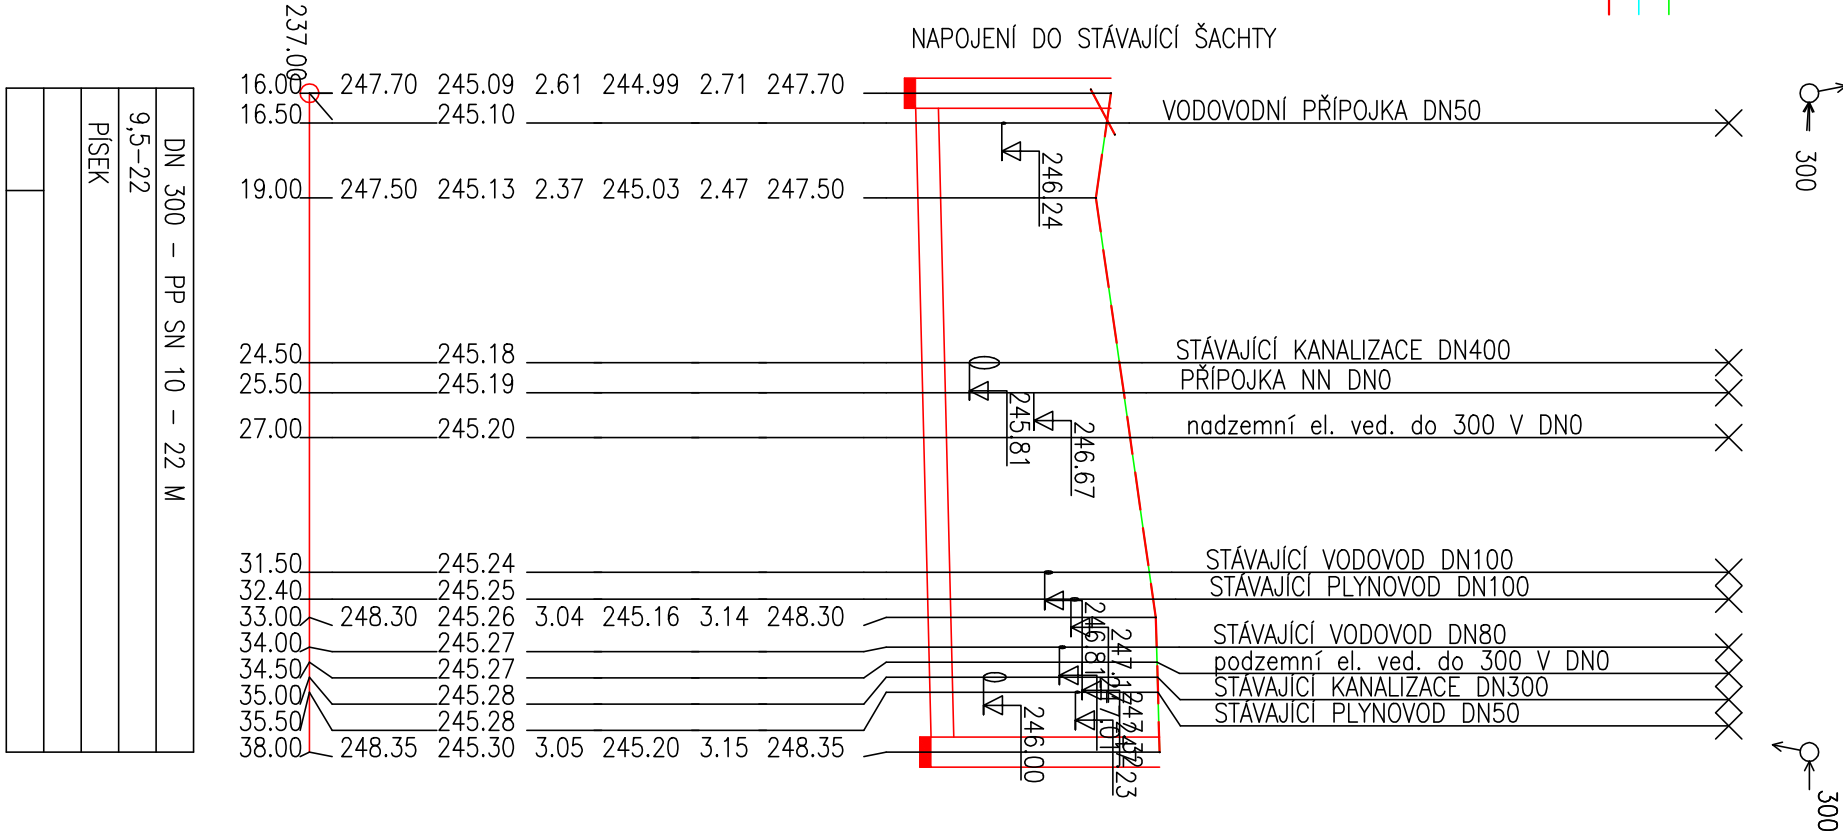 237.00
NAPOJENÍ DO STÁVAJÍCÍ ŠACHTY
16.00 247.70 245.09 2.61 244.99 2.71 247.70
16.50 245.10 VODOVODNÍ PŘÍPOJKA DN50
246.24
19.00 247.50 245.13 2.37 245.03 2.47 247.50
24.50 245.18 STÁVAJÍCÍ KANALIZACE DN400
25.50 245.19 PŘÍPOJKA NN DN0
245.81
246.67
27.00 245.20 nadzemní el. ved. do 300 V DN0
31.50 245.24 STÁVAJÍCÍ VODOVOD DN100
32.40 245.25 STÁVAJÍCÍ PLYNOVOD DN100
33.00 248.30 245.26 3.04 245.16 3.14 248.30
246.81
34.00 245.27 STÁVAJÍCÍ VODOVOD DN80
34.50 245.27 podzemní el. ved. do 300 V DN0
35.00 245.28 STÁVAJÍCÍ KANALIZACE DN300
35.50 245.28 STÁVAJÍCÍ PLYNOVOD DN50
246.00
38.00 248.35 245.30 3.05 245.20 3.15 248.35
DN 300 - PP SN 10 - 22 M
9,5-22
PÍSEK
300
300